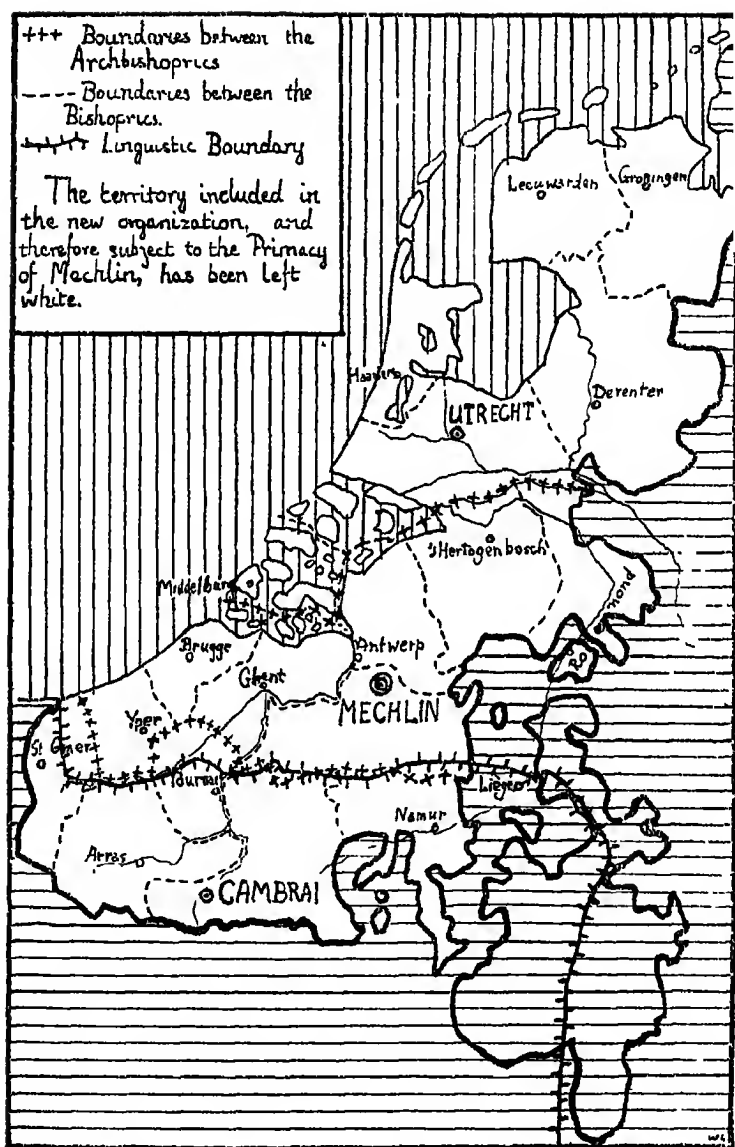 +++ Boundaries between the
Archbishoprics
---- Boundaries between the
Bishoprics.
Linguistic Boundary
The territory included in
the new organization, and
therefore subject to the Primacy
of Mechlin, has been left
white.
Leeuwarden
Groningen
Haarlem
Deventer
UTRECHT
'sHertogenbosch
Middelburg
Antwerp
Brugge
Ghent
MECHLIN
Yper
St Omer
Tournai
Liège
Namur
Arras
CAMBRAI